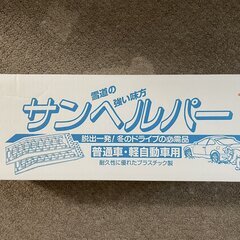 雪道の
強い味方
サンヘルパー
脱出一発!冬のドライブの必需品
普通車・軽自動車用
耐久性に優れたプラスチック製